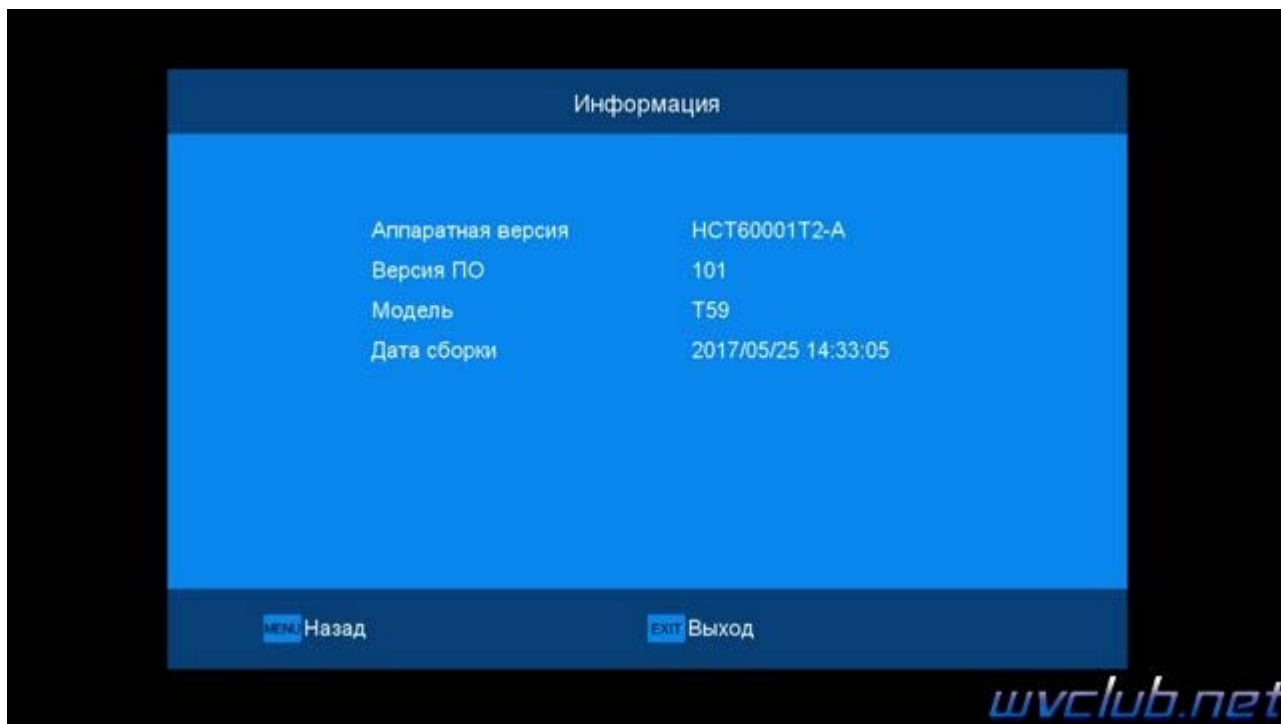 Информация
Аппаратная версия HCT60001T2-A
Версия ПО 101
Модель T59
Дата сборки 2017/05/25 14:33:05
MENU Назад EXIT Выход
wvclub.net